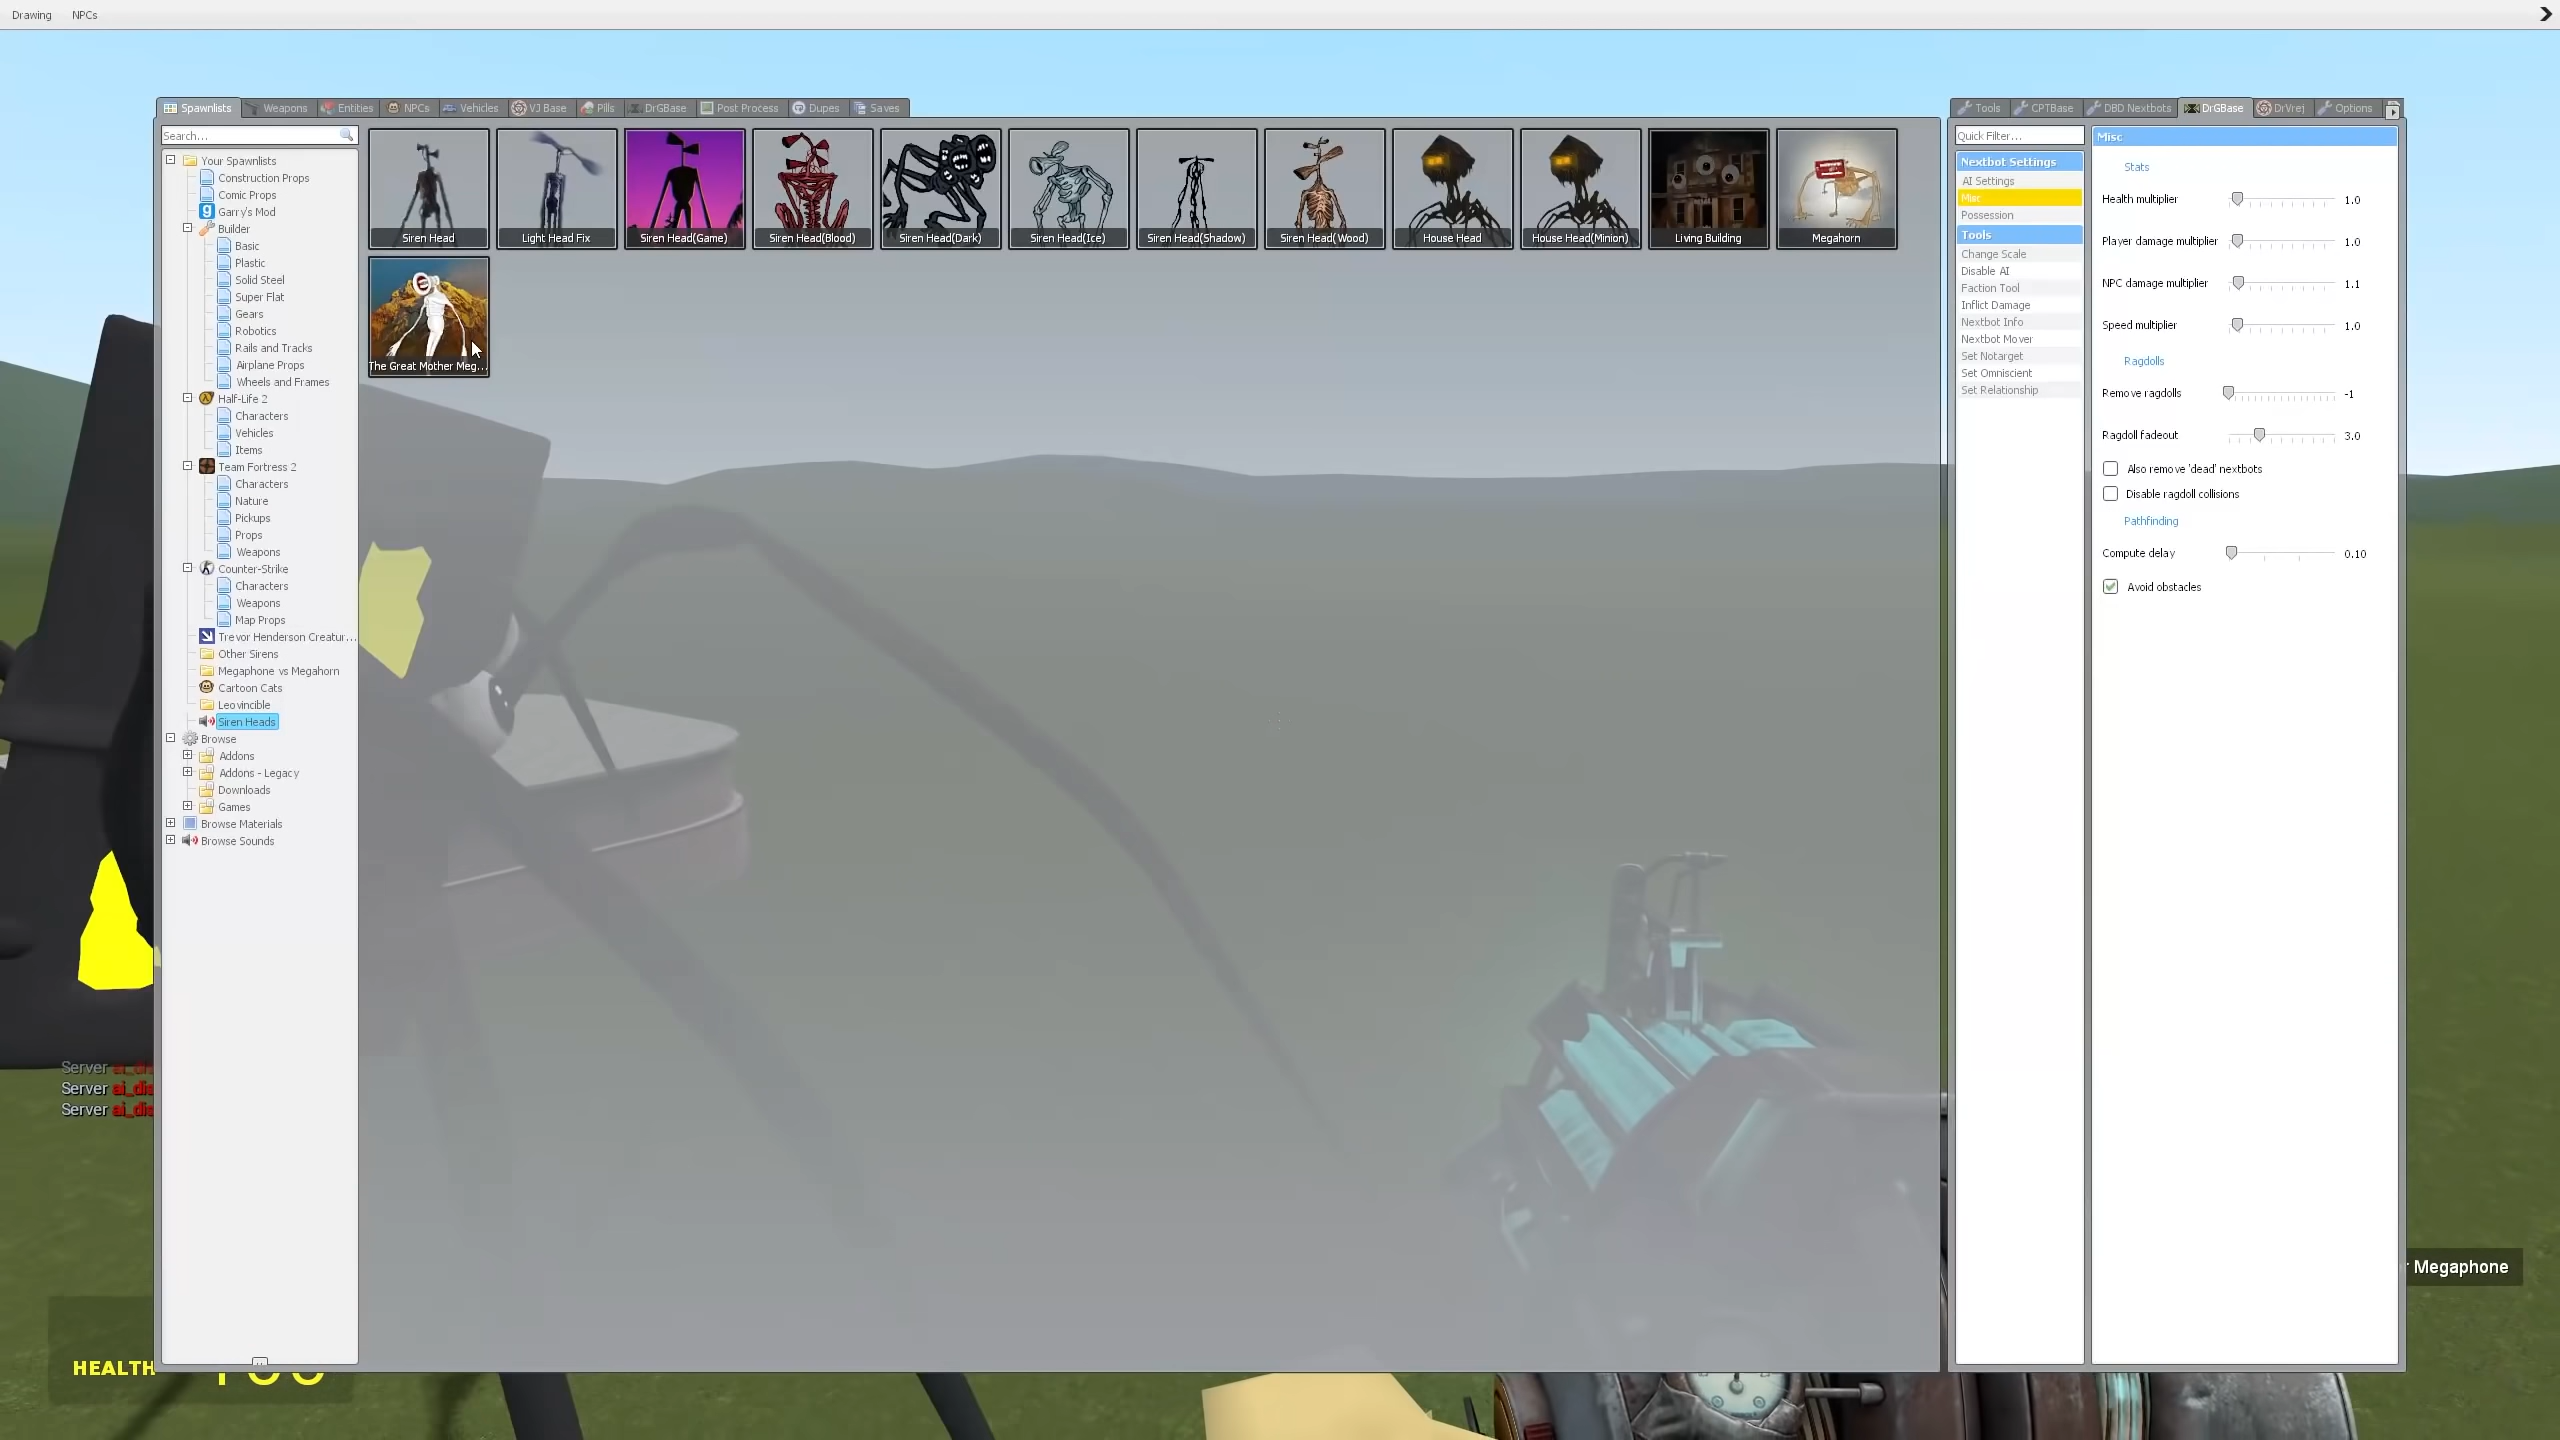 Drawing NPCs
Spawnlists Weapons Entities NPCs Vehicles VJ Base Pills DrGBase Post Process Dupes Saves
Search...
Your Spawnlists
Construction Props
Comic Props
Garry's Mod
Builder
Basic
Plastic
Solid Steel
Super Flat
Gears
Robotics
Rails and Tracks
Airplane Props
Wheels and Frames
Half-Life 2
Characters
Vehicles
Items
Team Fortress 2
Characters
Nature
Pickups
Props
Weapons
Counter-Strike
Characters
Weapons
Map Props
Trevor Henderson Creatur...
Other Sirens
Megaphone vs Megahorn
Cartoon Cats
Leovincible
Siren Heads
Browse
Addons
Addons - Legacy
Downloads
Games
Browse Materials
Browse Sounds
Siren Head Light Head Fix Siren Head(Game) Siren Head(Blood) Siren Head(Dark) Siren Head(Ice) Siren Head(Shadow) Siren Head(Wood) House Head House Head(Minion) Living Building Megahorn
The Great Mother Meg...
Tools CPTBase DBD Nextbots DrGBase DrVrej Options
Quick Filter...
Nextbot Settings
AI Settings
Misc
Possession
Tools
Change Scale
Disable AI
Faction Tool
Inflict Damage
Nextbot Info
Nextbot Mover
Set Notarget
Set Omniscient
Set Relationship
Misc
Stats
Health multiplier 1.0
Player damage multiplier 1.0
NPC damage multiplier 1.1
Speed multiplier 1.0
Ragdolls
Remove ragdolls -1
Ragdoll fadeout 3.0
Also remove 'dead' nextbots
Disable ragdoll collisions
Pathfinding
Compute delay 0.10
Avoid obstacles
Server ai_dis
Server ai_dis
Server ai_dis
Megaphone
HEALTH